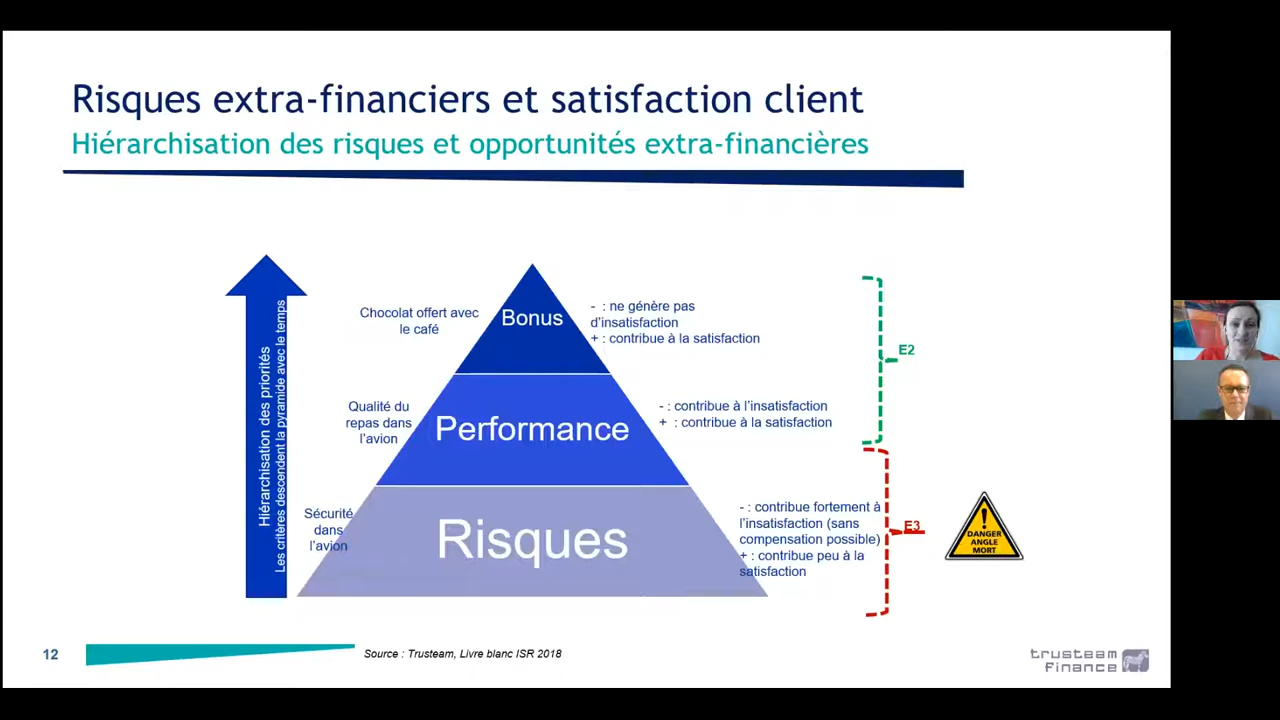 Risques extra-financiers et satisfaction client
Hiérarchisation des risques et opportunités extra-financières
Hiérarchisation des priorités
Les critères descendent la pyramide avec le temps
Chocolat offert avec
le café
Bonus
- : ne génère pas
d'insatisfaction
+ : contribue à la satisfaction
E2
Qualité du
repas dans
l'avion
Performance
- : contribue à l'insatisfaction
+ : contribue à la satisfaction
Sécurité
dans
l'avion
Risques
- : contribue fortement à
l'insatisfaction (sans
compensation possible)
+ : contribue peu à la
satisfaction
E3
DANGER
ANGLE
MORT
12
Source : Trusteam, Livre blanc ISR 2018
trusteam
finance